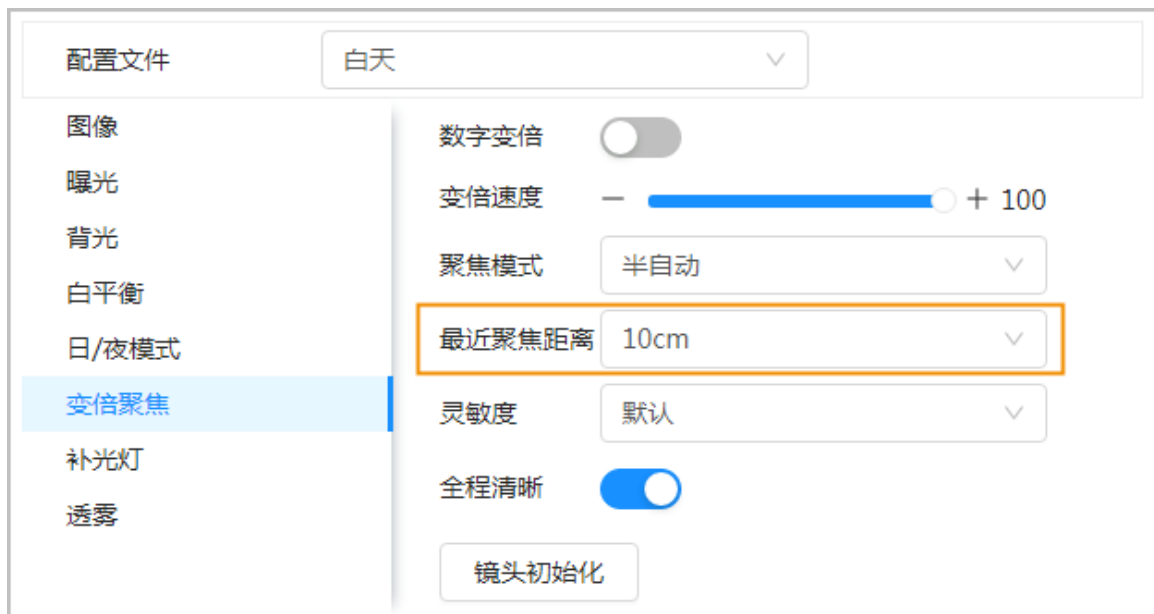 配置文件 白天
图像
曝光
背光
白平衡
日/夜模式
变倍聚焦
补光灯
透雾
数字变倍
变倍速度 100
聚焦模式 半自动
最近聚焦距离 10cm
灵敏度 默认
全程清晰
镜头初始化